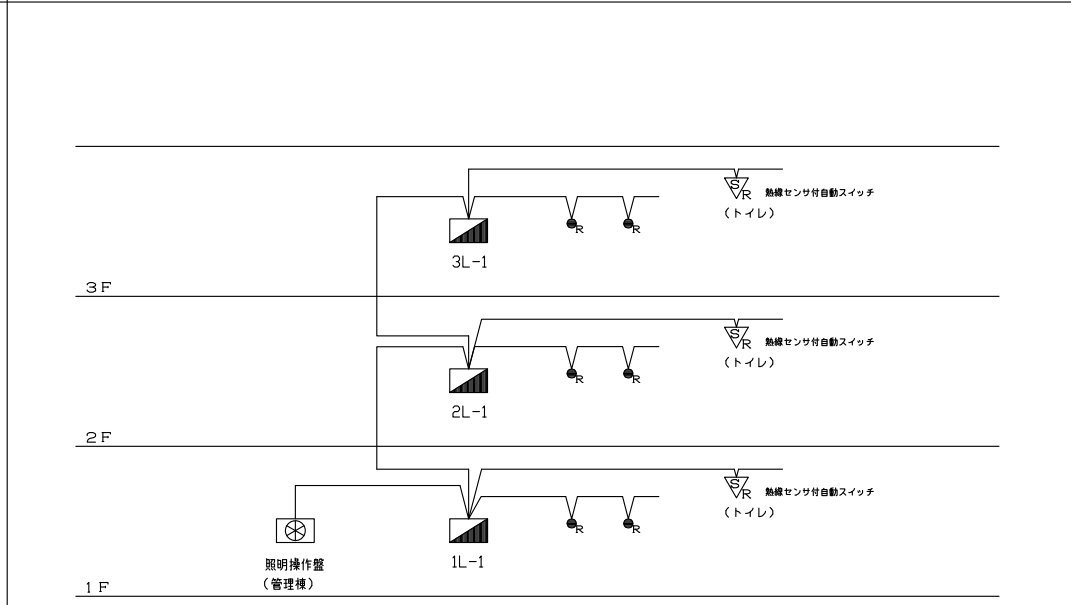 S
R
熱線センサ付自動スイッチ
(トイレ)
R
R
3L-1
3F
S
R
熱線センサ付自動スイッチ
(トイレ)
R
R
2L-1
2F
S
R
熱線センサ付自動スイッチ
(トイレ)
R
R
照明操作盤
(管理棟)
1L-1
1F